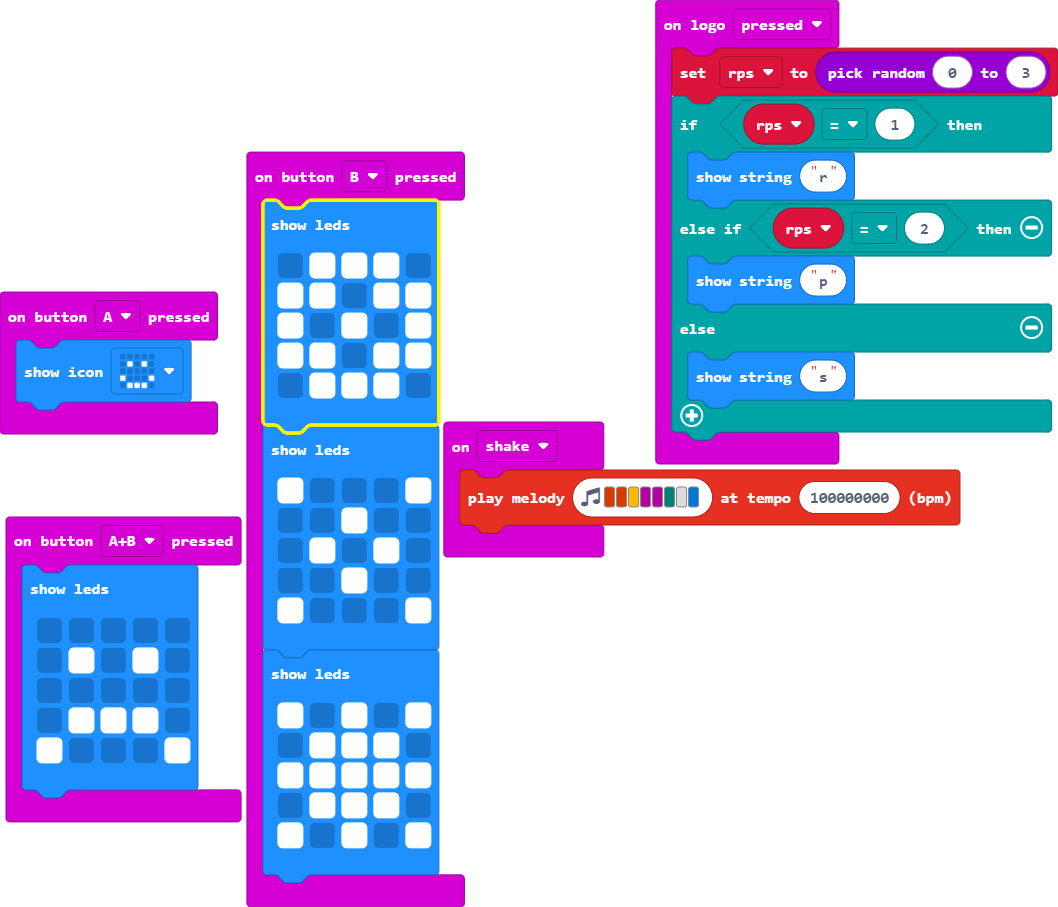 on logo pressed
set rps to pick random 0 to 3
if rps = 1 then
show string "r"
else if rps = 2 then
show string "p"
else
show string "s"
on button B pressed
show leds
show leds
show leds
on button A pressed
show icon
on shake
play melody at tempo 100000000 (bpm)
on button A+B pressed
show leds